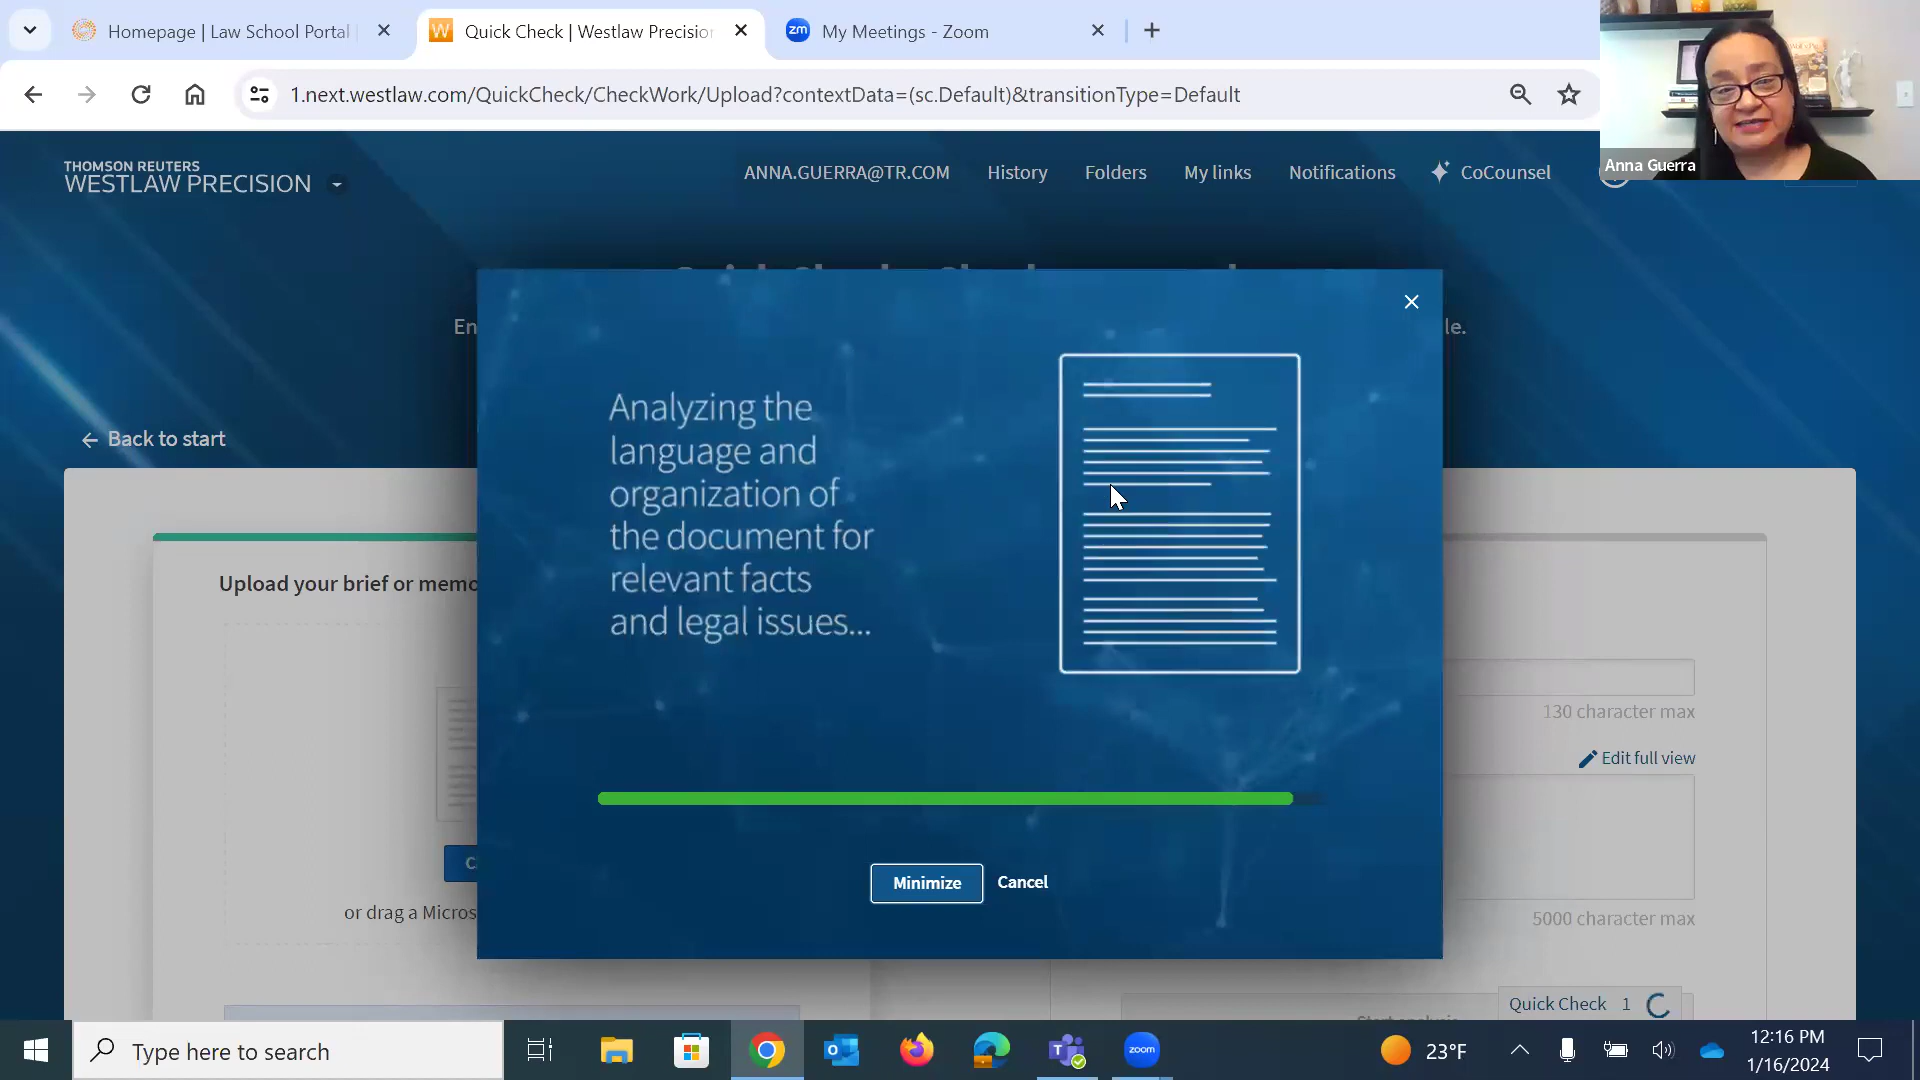 Homepage | Law School Portal
Quick Check | Westlaw Precision
My Meetings - Zoom
1.next.westlaw.com/QuickCheck/CheckWork/Upload?contextData=(sc.Default)&transitionType=Default
Anna Guerra
THOMSON REUTERS
WESTLAW PRECISION
ANNA.GUERRA@TR.COM
History
Folders
My links
Notifications
CoCounsel
En
le.
Back to start
Analyzing the
language and
organization of
the document for
relevant facts
and legal issues...
Upload your brief or memo
130 character max
Edit full view
C
or drag a Micros
5000 character max
Minimize
Cancel
Quick Check 1
Start analysis
Type here to search
zoom
23°F
12:16 PM
1/16/2024